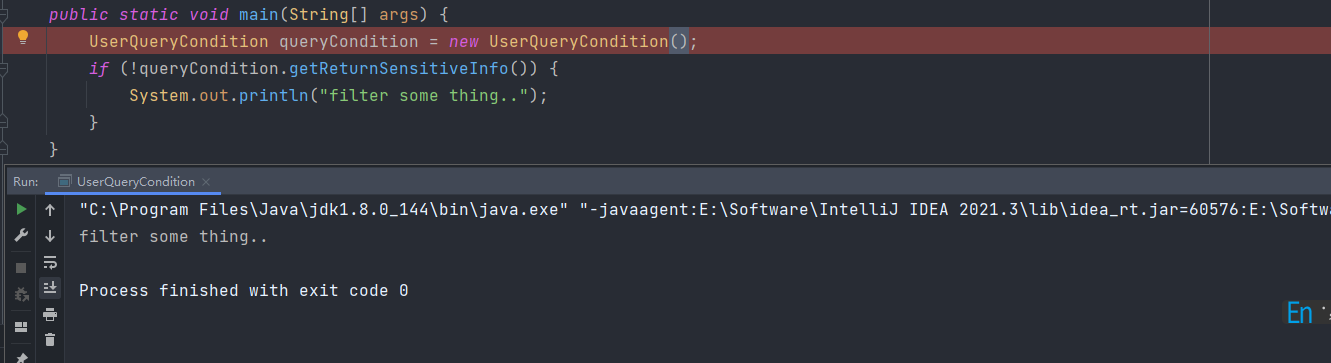 public static void main(String[] args) {
UserQueryCondition queryCondition = new UserQueryCondition();
if (!queryCondition.getReturnSensitiveInfo()) {
System.out.println("filter some thing..");
}
}
Run: UserQueryCondition ×
"C:\Program Files\Java\jdk1.8.0_144\bin\java.exe" "-javaagent:E:\Software\IntelliJ IDEA 2021.3\lib\idea_rt.jar=60576:E:\Softwa
filter some thing..
Process finished with exit code 0
En